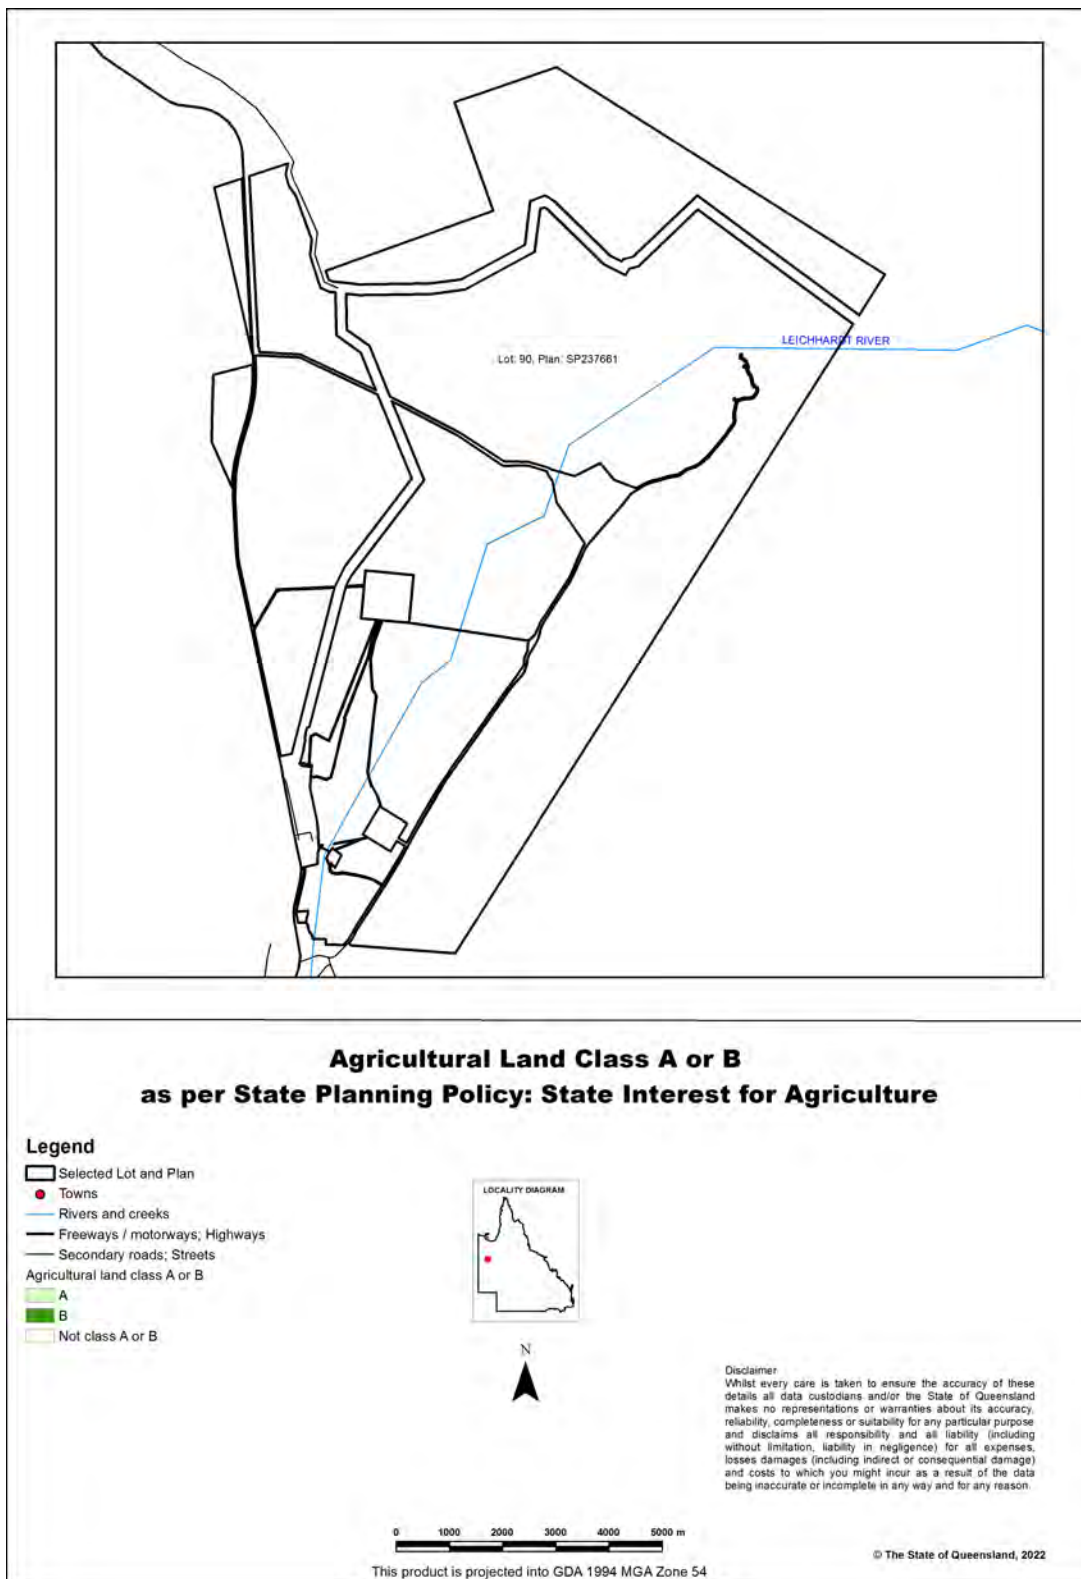 LEICHHARDT RIVER
Lot: 90, Plan: SP237661
Agricultural Land Class A or B
as per State Planning Policy: State Interest for Agriculture
Legend
Selected Lot and Plan
Towns
Rivers and creeks
Freeways / motorways; Highways
Secondary roads; Streets
Agricultural land class A or B
A
B
Not class A or B
LOCALITY DIAGRAM
N
Disclaimer
Whilst every care is taken to ensure the accuracy of these
details all data custodians and/or the State of Queensland
makes no representations or warranties about its accuracy,
reliability, completeness or suitability for any particular purpose
and disclaims all responsibility and all liability (including
without limitation, liability in negligence) for all expenses,
losses damages (including indirect or consequential damage)
and costs to which you might incur as a result of the data
being inaccurate or incomplete in any way and for any reason.
0 1000 2000 3000 4000 5000 m
This product is projected into GDA 1994 MGA Zone 54
© The State of Queensland, 2022